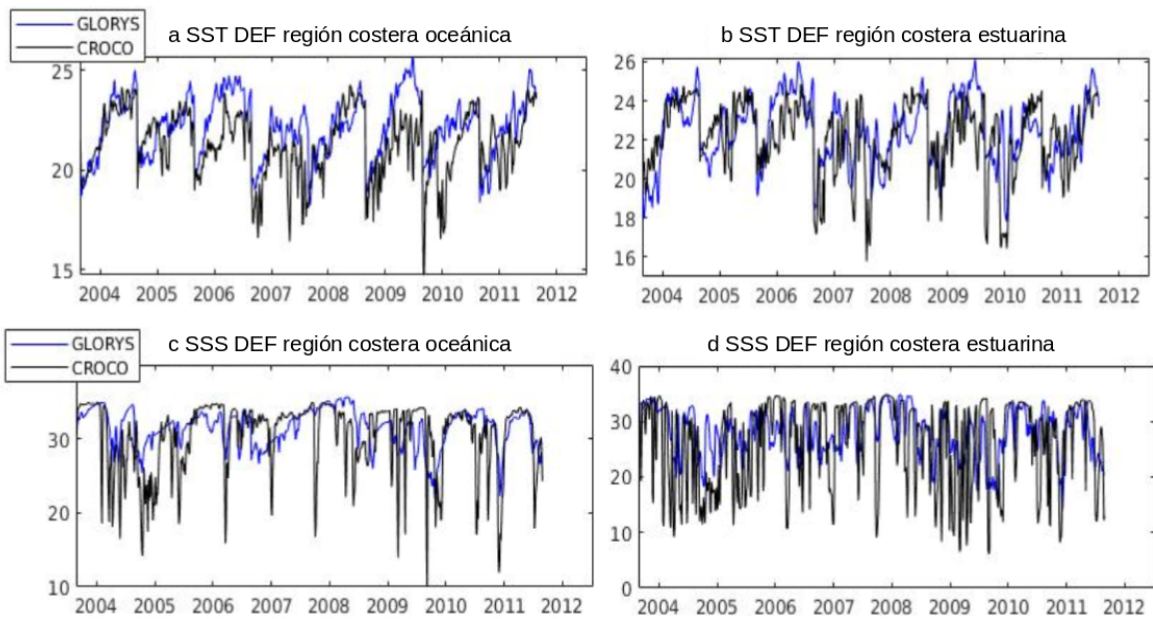 GLORYS
CROCO
a SST DEF región costera oceánica
25
20
15
2004 2005 2006 2007 2008 2009 2010 2011 2012
b SST DEF región costera estuarina
26
24
22
20
18
16
2004 2005 2006 2007 2008 2009 2010 2011 2012
GLORYS
CROCO
c SSS DEF región costera oceánica
30
20
10
2004 2005 2006 2007 2008 2009 2010 2011 2012
d SSS DEF región costera estuarina
40
30
20
10
0
2004 2005 2006 2007 2008 2009 2010 2011 2012